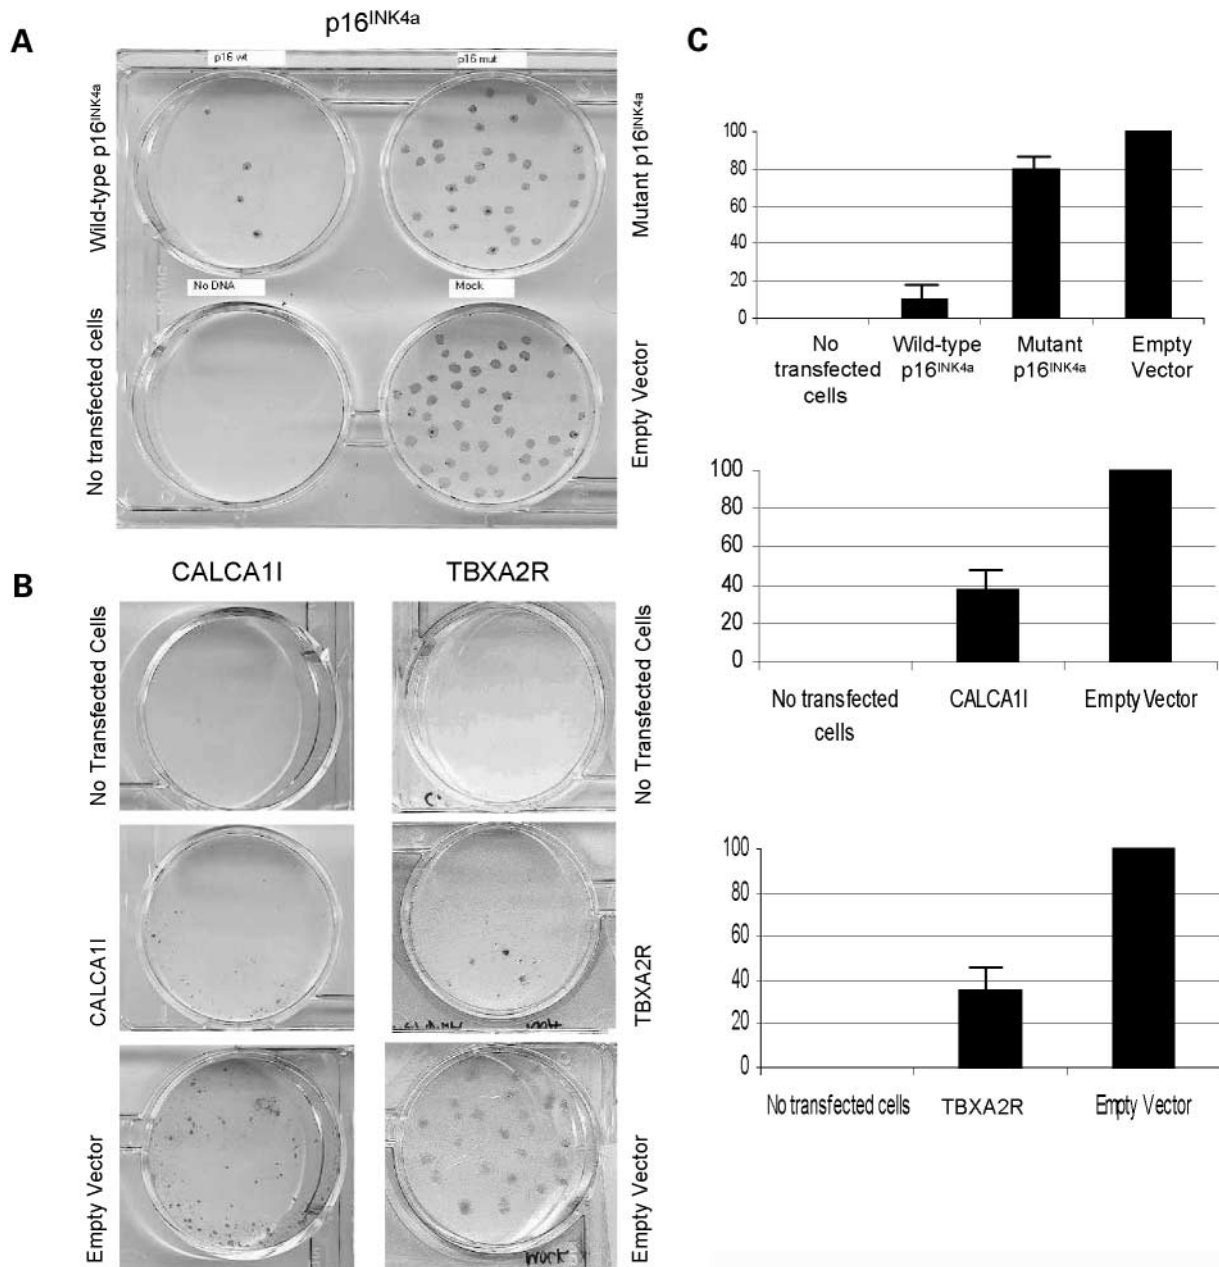 A
p16INK4a
C
p16 wt
p16 mut
Wild-type p16INK4a
Mutant p16INK4a
No DNA
Mock
No transfected cells
Empty Vector
B
CALCA1I
TBXA2R
No Transfected Cells
No Transfected Cells
C
CALCA1I
TBXA2R
Empty Vector
Empty Vector
Mock
100
80
60
40
20
0
No
transfected
cells
Wild-type
p16INK4a
Mutant
p16INK4a
Empty
Vector
100
80
60
40
20
0
No transfected
cells
CALCA1I
Empty Vector
100
80
60
40
20
0
No transfected cells
TBXA2R
Empty Vector